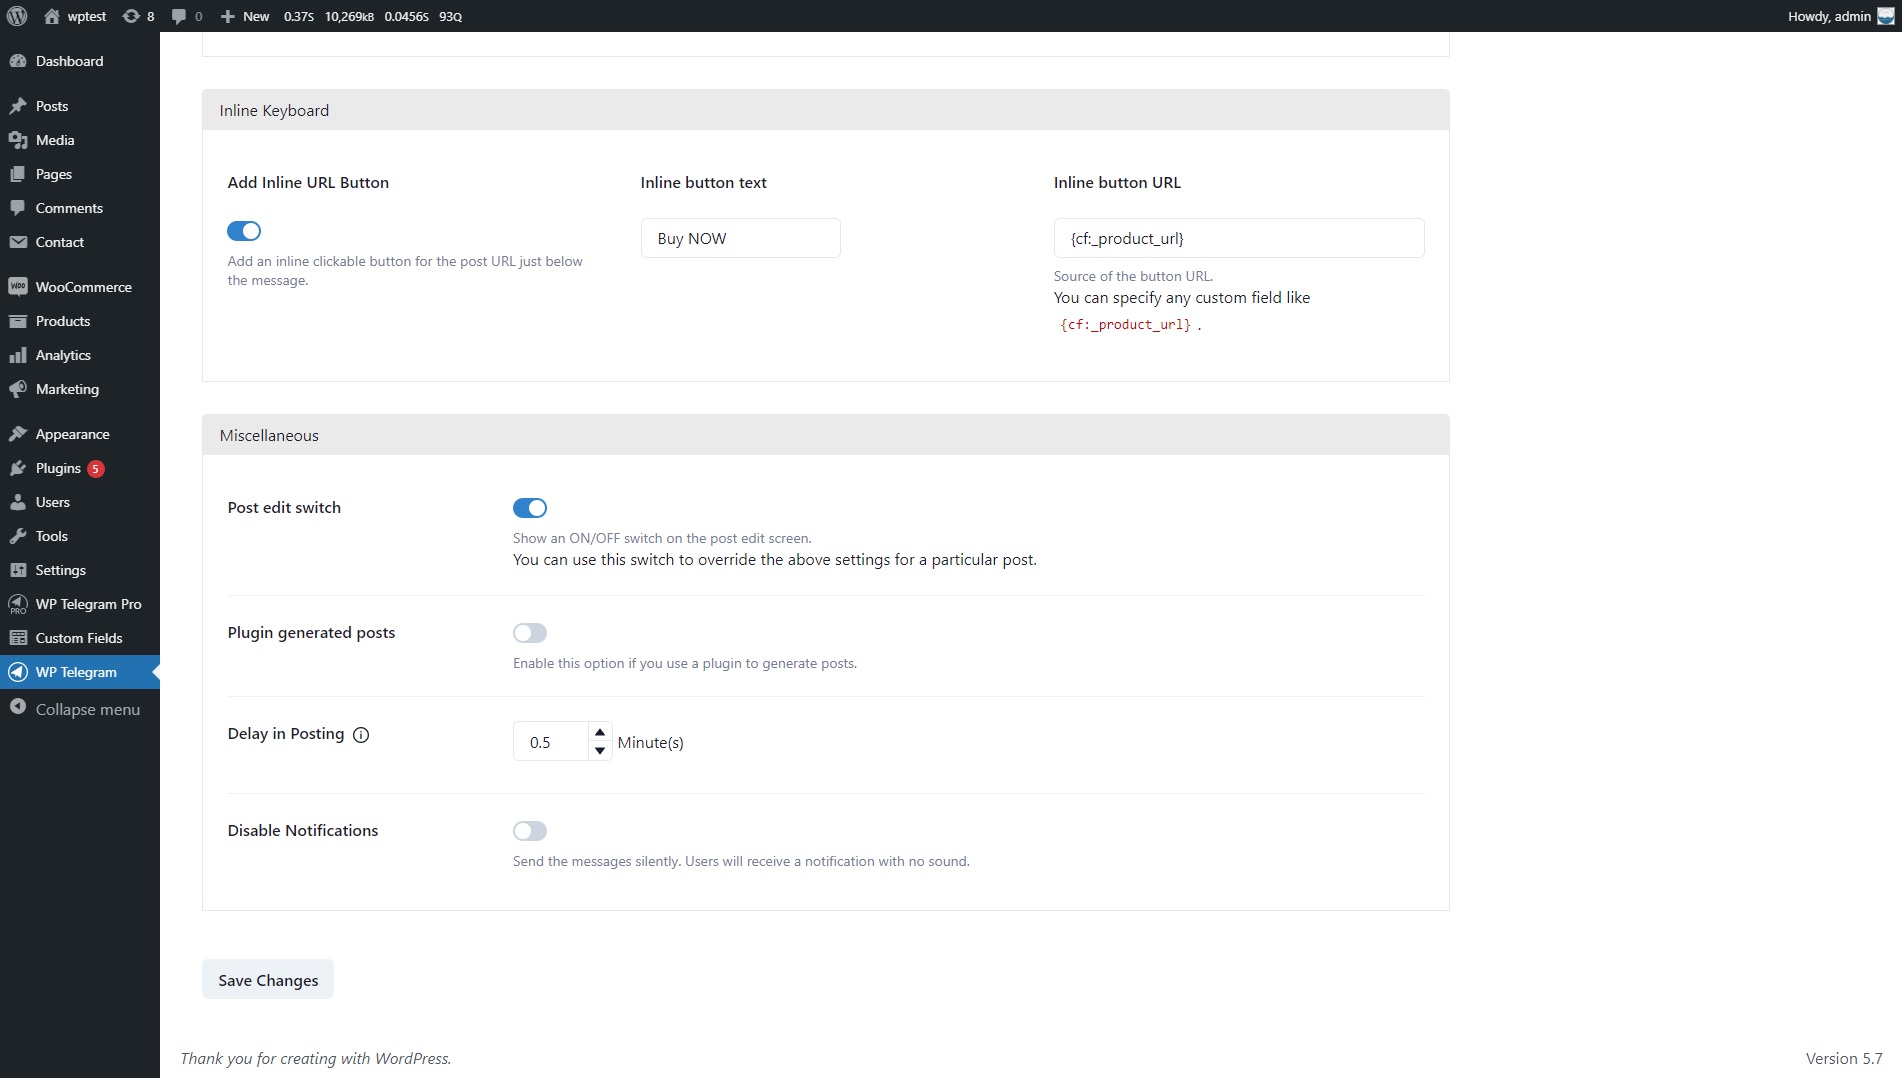 wptest 8 0 New 0.37s 10,269kB 0.0456s 93Q
Howdy, admin
Dashboard
Posts
Media
Pages
Comments
Contact
WooCommerce
Products
Analytics
Marketing
Appearance
Plugins 5
Users
Tools
Settings
PRO WP Telegram Pro
Custom Fields
WP Telegram
Collapse menu
Inline Keyboard
Add Inline URL Button
Add an inline clickable button for the post URL just below
the message.
Inline button text
Buy NOW
Inline button URL
{cf:_product_url}
Source of the button URL.
You can specify any custom field like
{cf:_product_url} .
Miscellaneous
Post edit switch
Show an ON/OFF switch on the post edit screen.
You can use this switch to override the above settings for a particular post.
Plugin generated posts
Enable this option if you use a plugin to generate posts.
Delay in Posting
0.5 Minute(s)
Disable Notifications
Send the messages silently. Users will receive a notification with no sound.
Save Changes
Thank you for creating with WordPress.
Version 5.7